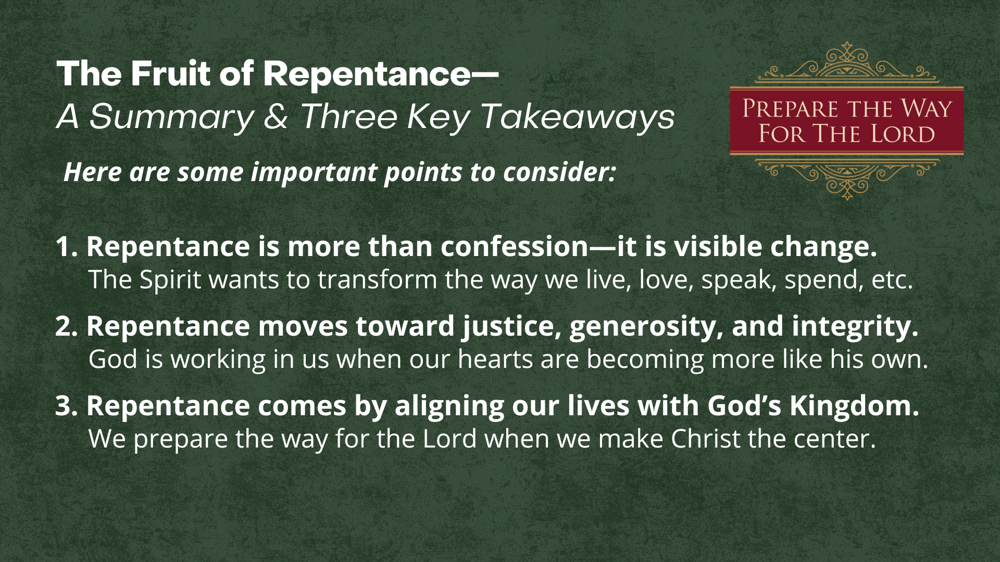 The Fruit of Repentance—
A Summary & Three Key Takeaways
PREPARE THE WAY
FOR THE LORD
Here are some important points to consider:
1. Repentance is more than confession—it is visible change.
The Spirit wants to transform the way we live, love, speak, spend, etc.
2. Repentance moves toward justice, generosity, and integrity.
God is working in us when our hearts are becoming more like his own.
3. Repentance comes by aligning our lives with God’s Kingdom.
We prepare the way for the Lord when we make Christ the center.